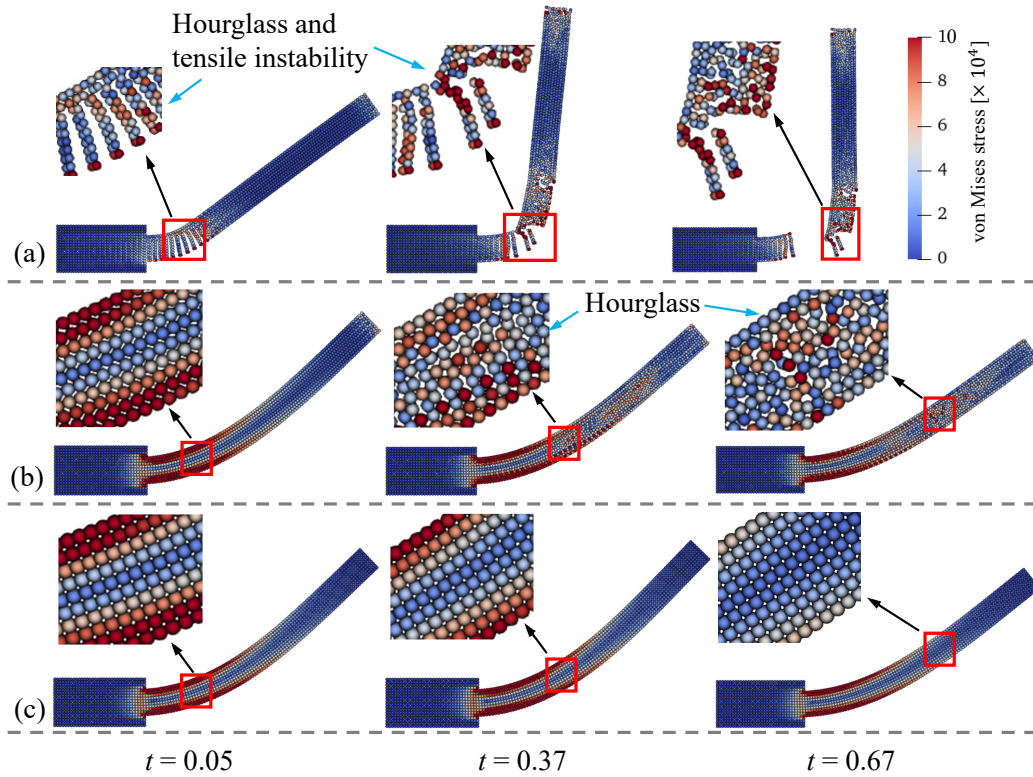 Hourglass and
tensile instability
10
8
6
4
2
0
von Mises stress [× 10⁴]
(a)
Hourglass
(b)
(c)
t = 0.05
t = 0.37
t = 0.67